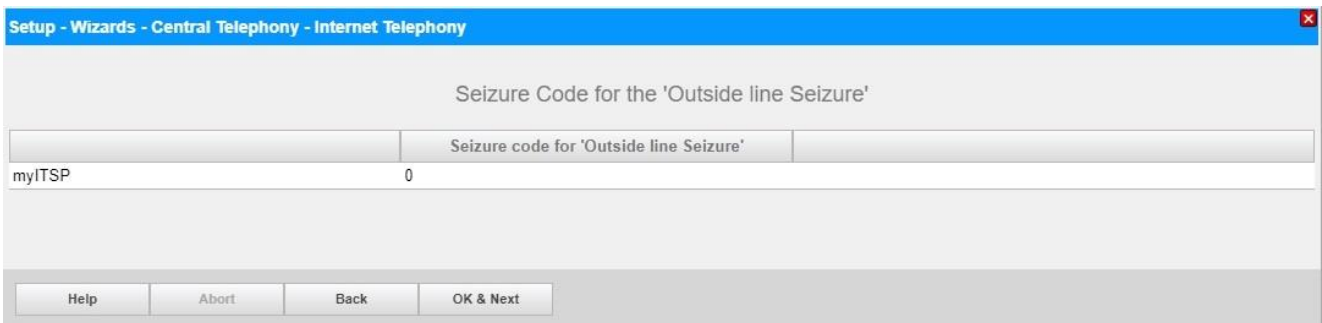 Setup - Wizards - Central Telephony - Internet Telephony
Seizure Code for the 'Outside line Seizure'
Seizure code for 'Outside line Seizure'
myITSP 0
Help Abort Back OK & Next